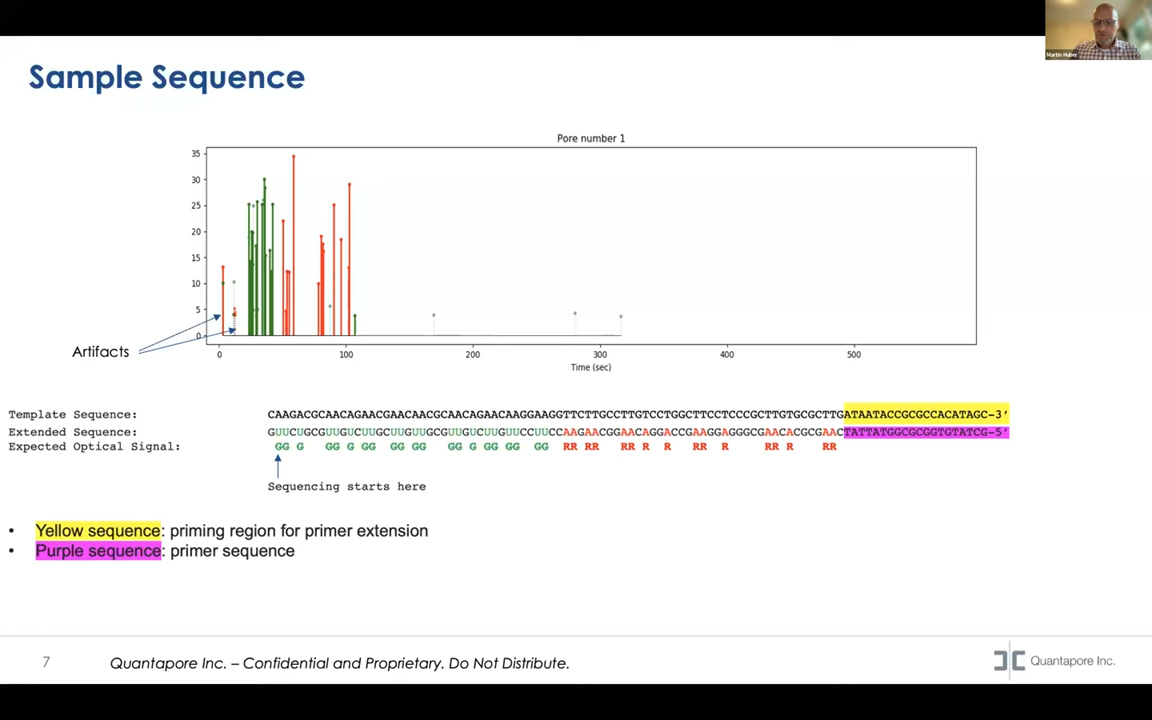 Martin Huber
Sample Sequence
Pore number 1
35
30
25
20
15
10
5
0
0 100 200 300 400 500
Time (sec)
Artifacts
Template Sequence: CAAGACGCAACAGAACGAACAACGCAACAGAACAAGGAAGGTTCTTGCCTTGTCCTGGCTTCCTCCCGCTTGTGCGCTTGATAATACCGCGCCACATAGC-3’
Extended Sequence: GUUCUGCGUUGUCUUGCUUGUUGCGUUGUCUUGUUCCUUCCAAGAACGGAACAGGACCGAAGGAGGGCGAACACGCGAACTATTATGGCGCGGTGTATCG-5’
Expected Optical Signal: GG G GG G GG GG GG GG G GG GG GG RR RR RR R R RR R RR R RR
Sequencing starts here
• Yellow sequence: priming region for primer extension
• Purple sequence: primer sequence
7 Quantapore Inc. – Confidential and Proprietary. Do Not Distribute.
Quantapore Inc.